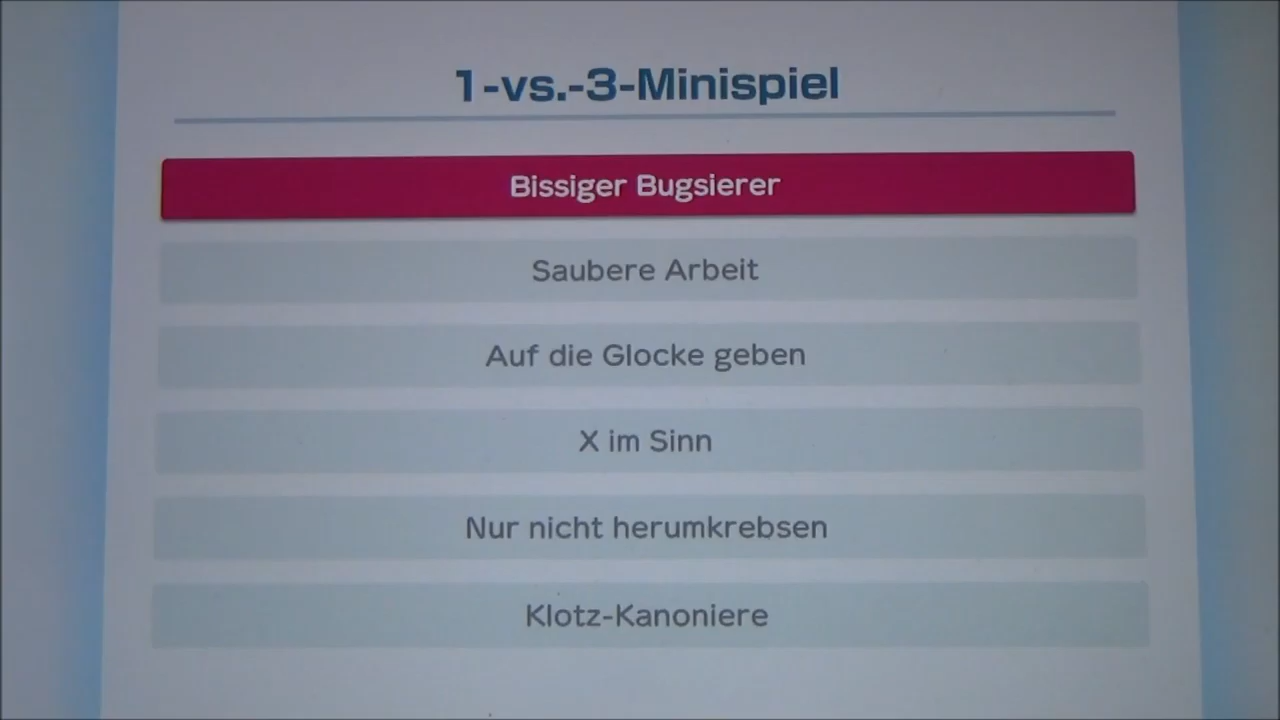 1-vs.-3-Minispiel
Bissiger Bugsierer
Saubere Arbeit
Auf die Glocke geben
X im Sinn
Nur nicht herumkrebsen
Klotz-Kanoniere